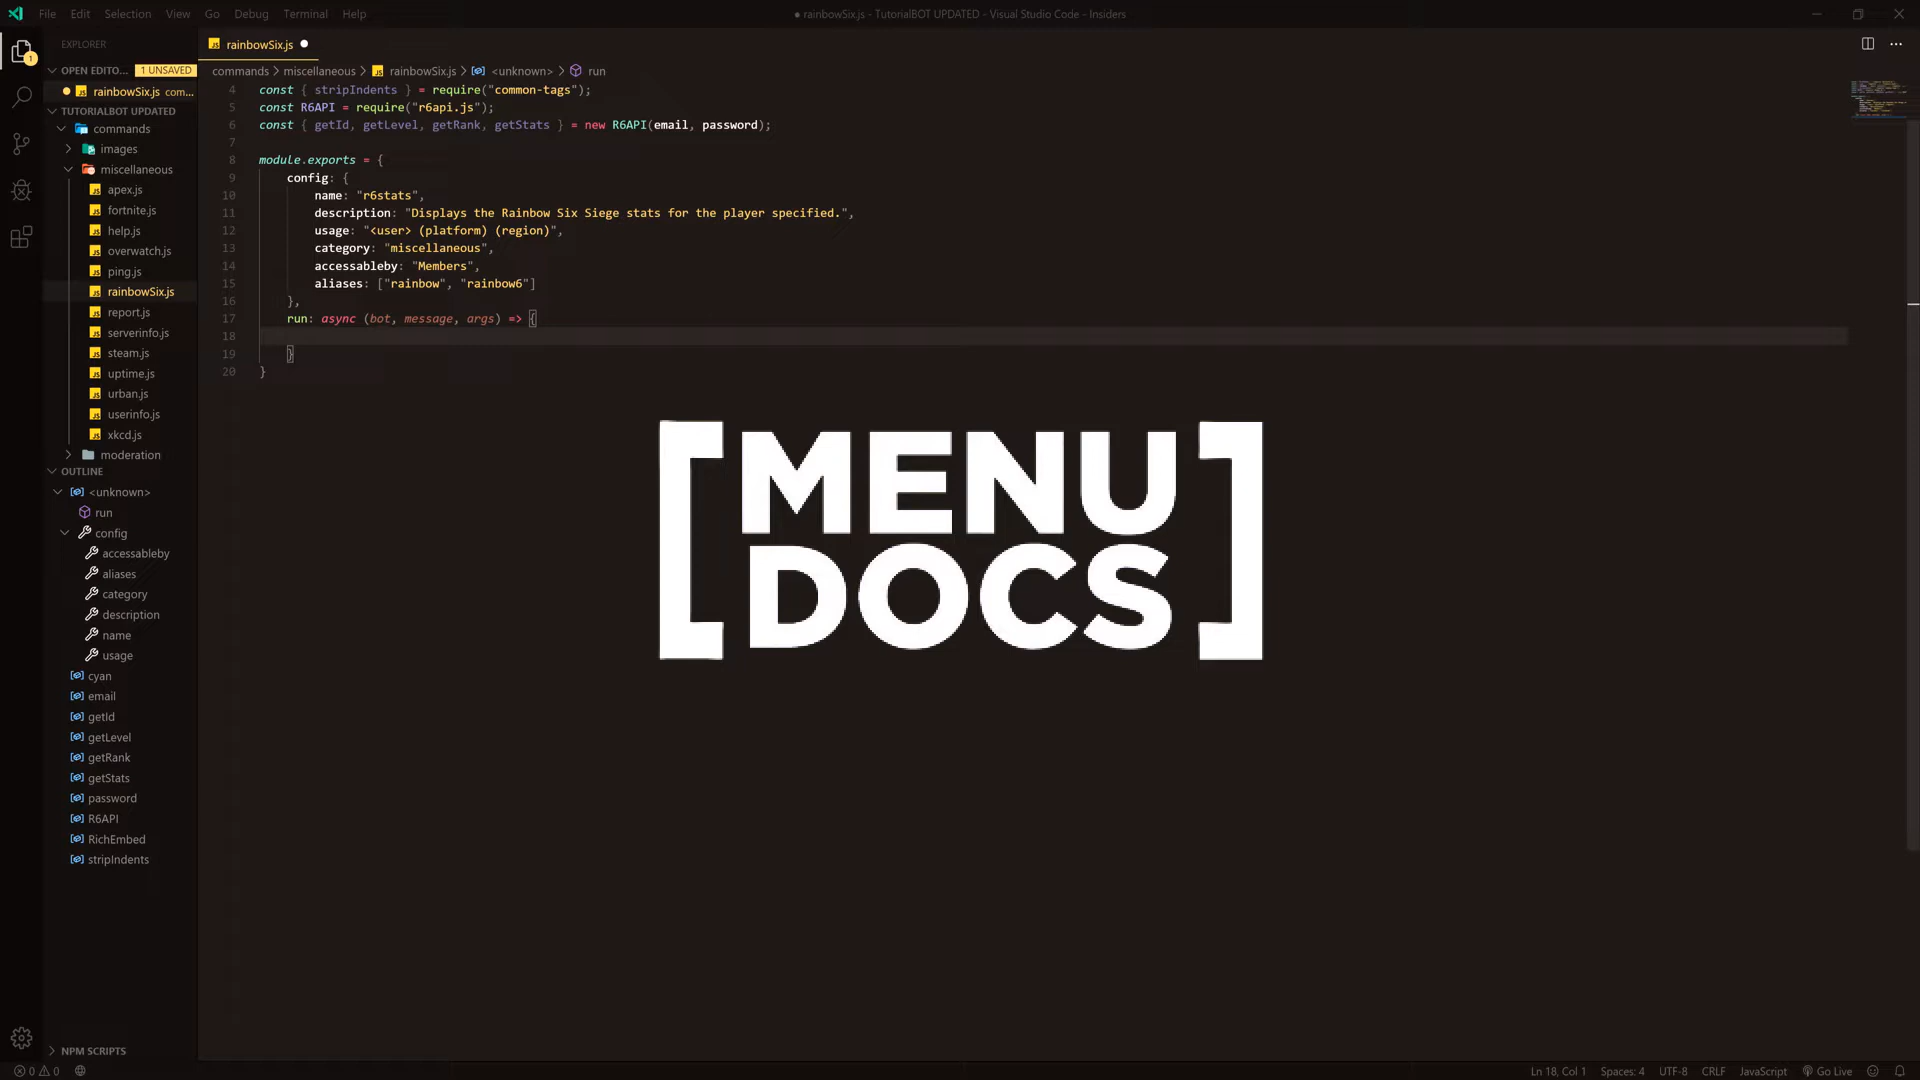 File Edit Selection View Go Debug Terminal Help
● rainbowSix.js - TutorialBOT UPDATED - Visual Studio Code - Insiders
EXPLORER
OPEN EDITO... 1 UNSAVED
rainbowSix.js com...
TUTORIALBOT UPDATED
commands
images
miscellaneous
apex.js
fortnite.js
help.js
overwatch.js
ping.js
rainbowSix.js
report.js
serverinfo.js
steam.js
uptime.js
urban.js
userinfo.js
xkcd.js
moderation
OUTLINE
<unknown>
run
config
accessableby
aliases
category
description
name
usage
cyan
email
getId
getLevel
getRank
getStats
password
R6API
RichEmbed
stripIndents
NPM SCRIPTS
rainbowSix.js
commands > miscellaneous > rainbowSix.js > <unknown> > run
4 const { stripIndents } = require("common-tags");
5 const R6API = require("r6api.js");
6 const { getId, getLevel, getRank, getStats } = new R6API(email, password);
7
8 module.exports = {
9 config: {
10 name: "r6stats",
11 description: "Displays the Rainbow Six Siege stats for the player specified.",
12 usage: "<user> (platform) (region)",
13 category: "miscellaneous",
14 accessableby: "Members",
15 aliases: ["rainbow", "rainbow6"]
16 },
17 run: async (bot, message, args) => {
18
19 }
20 }
[MENU
DOCS]
0 0
Ln 18, Col 1 Spaces: 4 UTF-8 CRLF JavaScript Go Live